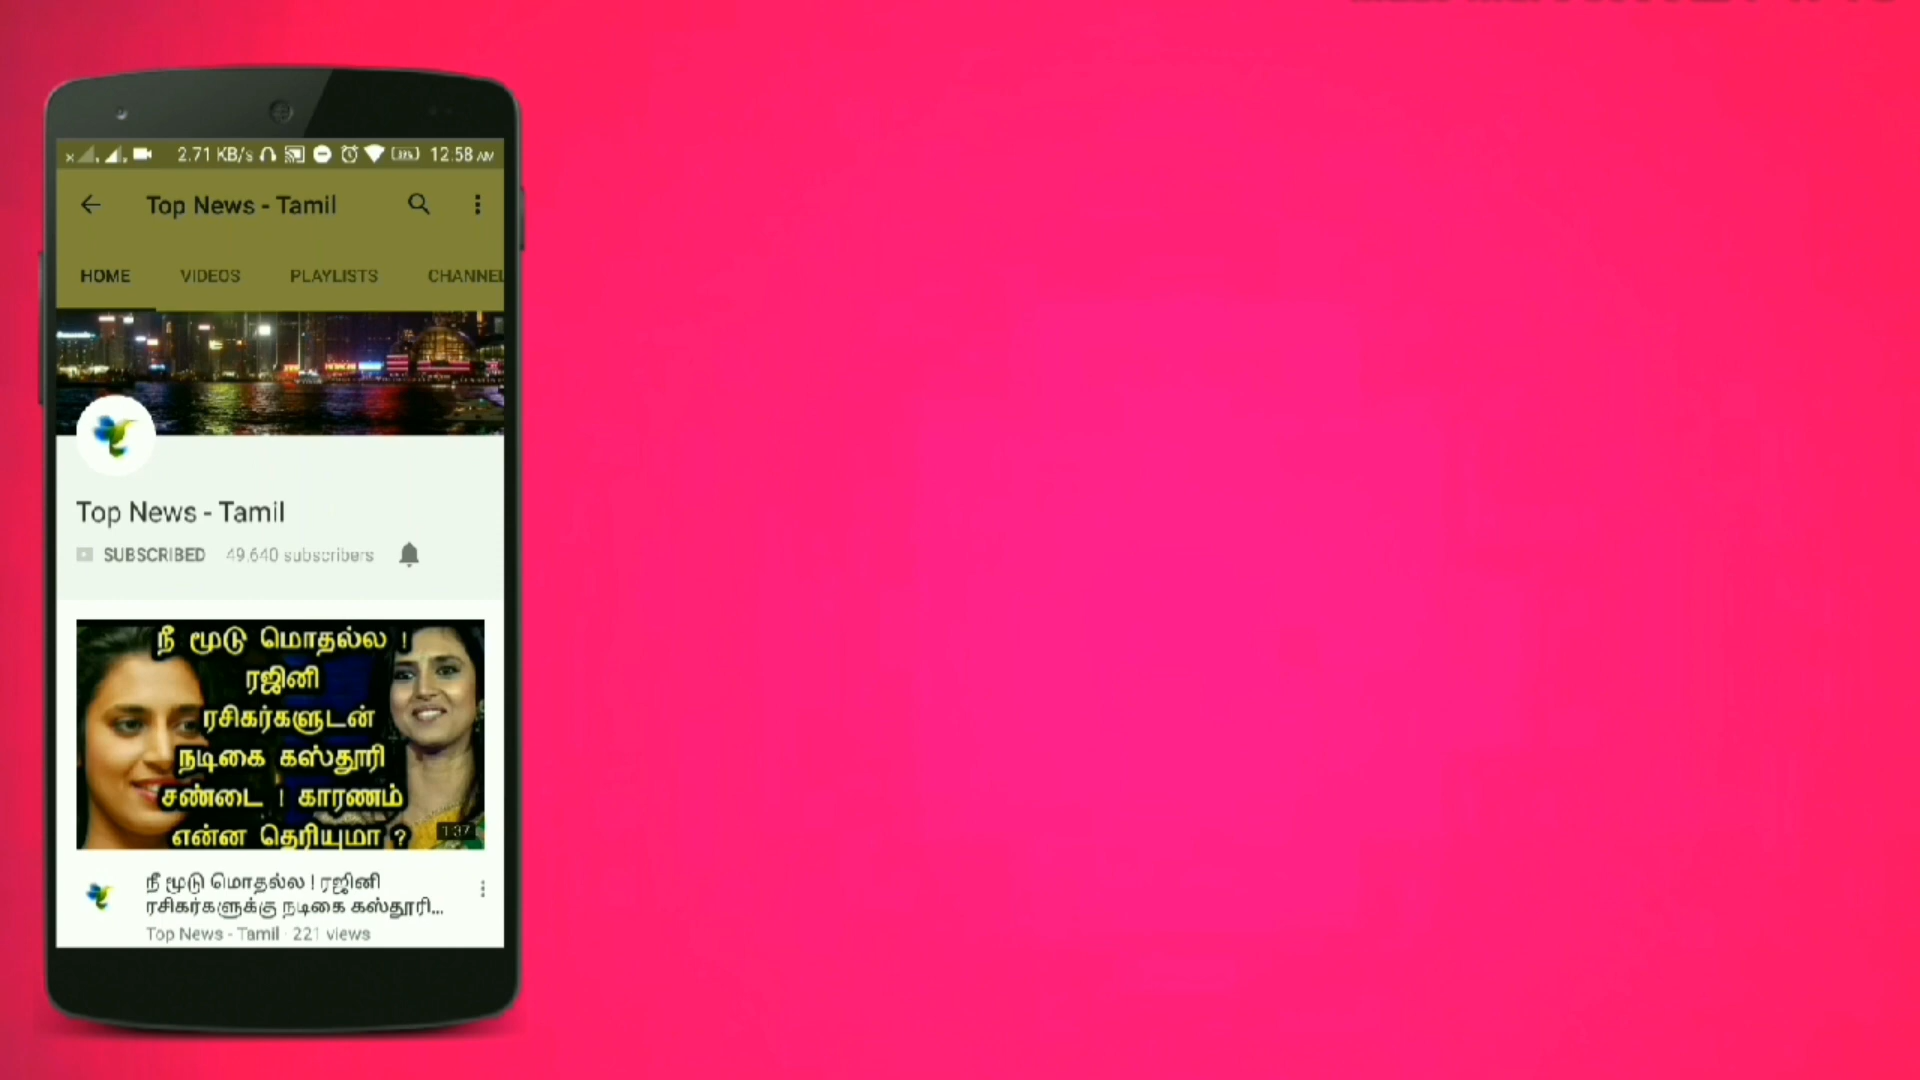 2.71 KB/s 12.58 AM
Top News - Tamil
HOME VIDEOS PLAYLISTS CHANNEL
Top News - Tamil
SUBSCRIBED 49,640 subscribers
நீ மூடு மொதல்ல !
ரஜினி
ரசிகர்களுடன்
நடிகை கஸ்தூரி
சண்டை ! காரணம்
என்ன தெரியுமா ?
1:37
நீ மூடு மொதல்ல ! ரஜினி
ரசிகர்களுக்கு நடிகை கஸ்தூரி...
Top News - Tamil · 221 views